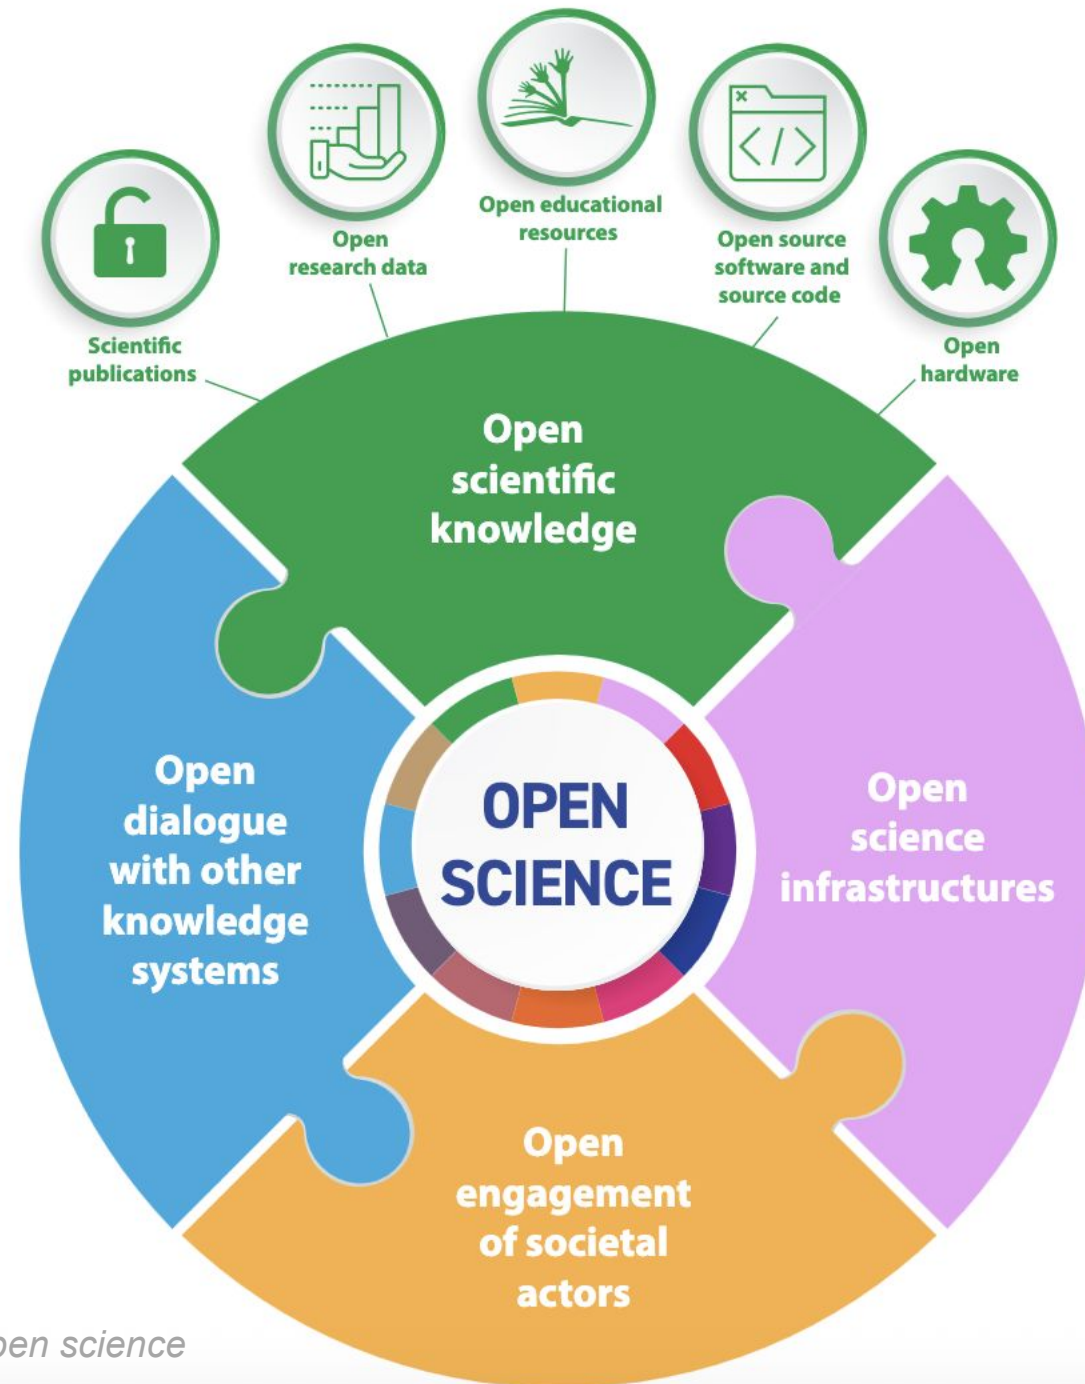 Open educational
resources
Open
research data
Open source
software and
source code
Scientific
publications
Open
hardware
Open
scientific
knowledge
Open
dialogue
with other
knowledge
systems
OPEN
SCIENCE
Open
science
infrastructures
Open
engagement
of societal
actors
science